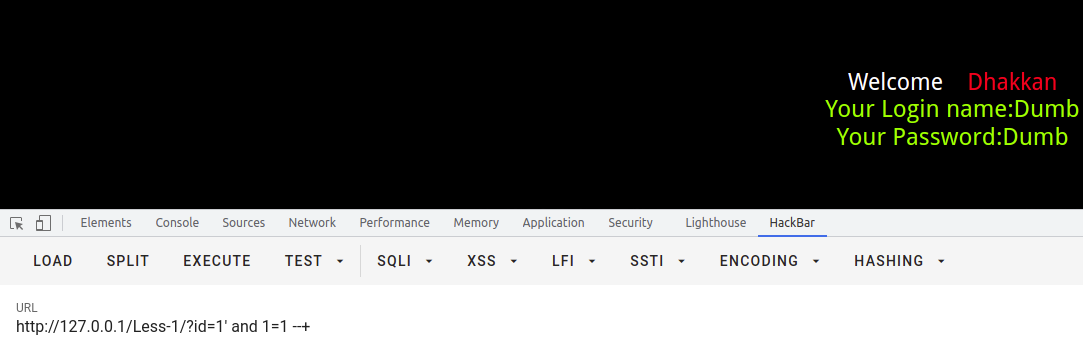 Welcome Dhakkan
Your Login name:Dumb
Your Password:Dumb
Elements Console Sources Network Performance Memory Application Security Lighthouse HackBar
LOAD SPLIT EXECUTE TEST SQLI XSS LFI SSTI ENCODING HASHING
URL
http://127.0.0.1/Less-1/?id=1' and 1=1 --+